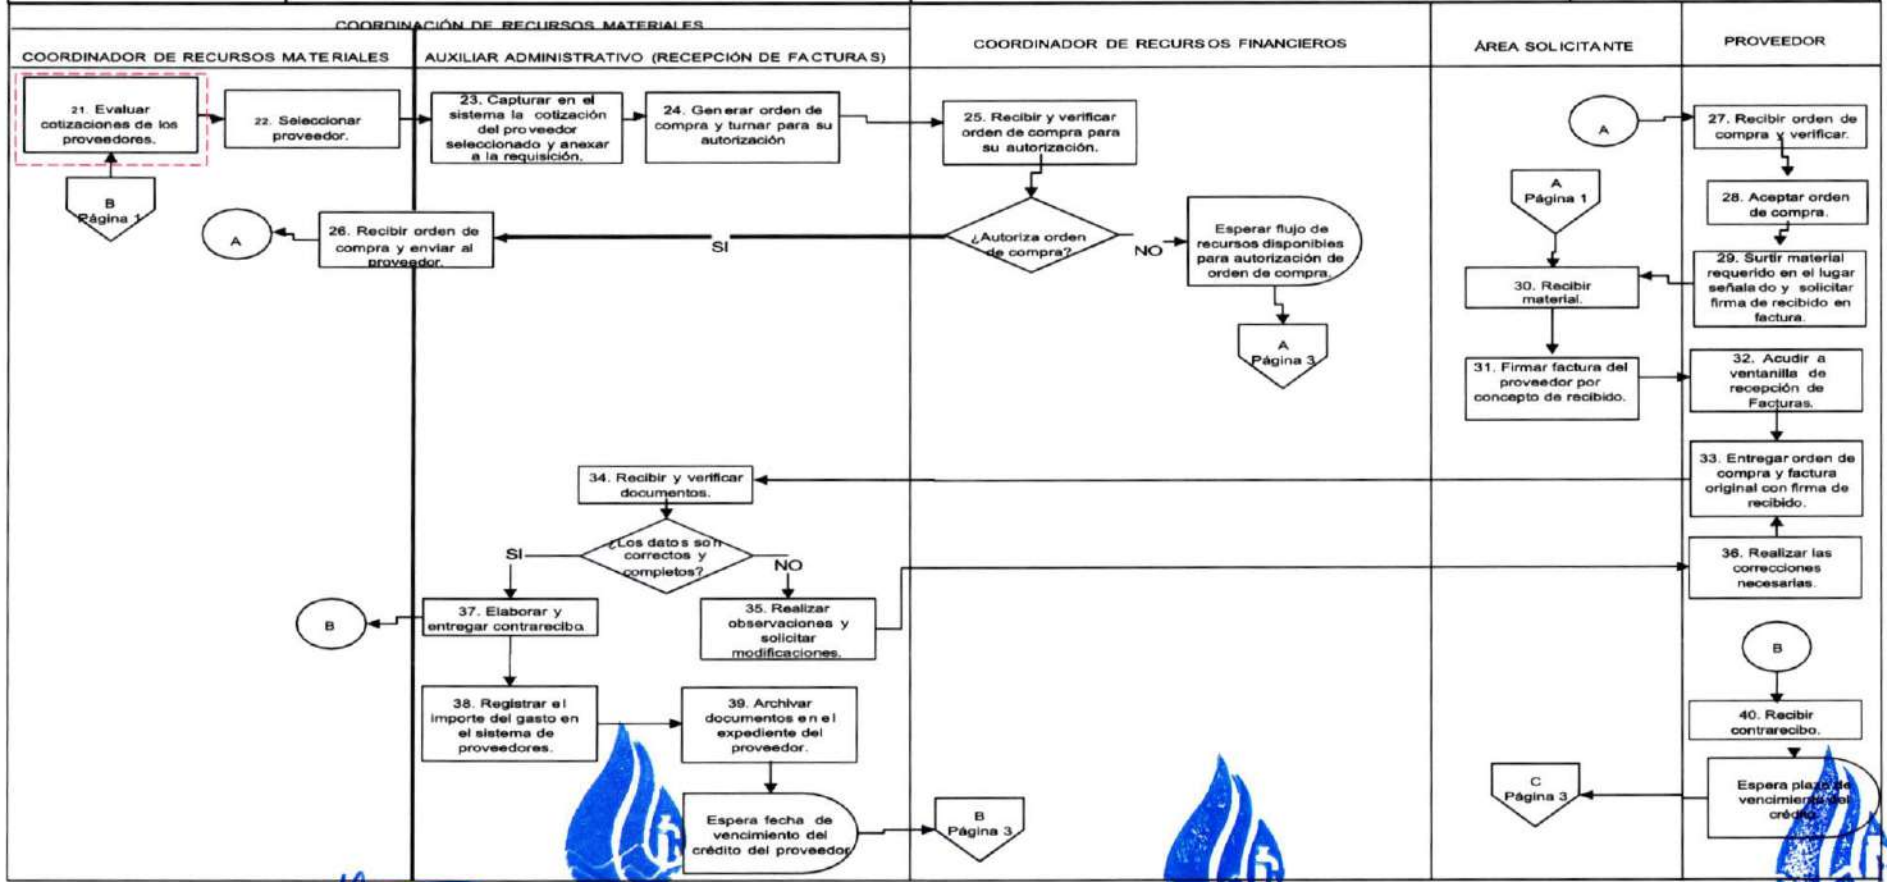 COORDINACIÓN DE RECURSOS MATERIALES
COORDINADOR DE RECURSOS MATERIALES
AUXILIAR ADMINISTRATIVO (RECEPCIÓN DE FACTURAS)
COORDINADOR DE RECURSOS FINANCIEROS
ÁREA SOLICITANTE
PROVEEDOR
21. Evaluar
cotizaciones de los
proveedores.
22. Seleccionar
proveedor.
23. Capturar en el
sistema la cotización
del proveedor
seleccionado y anexar
a la requisición.
24. Generar orden de
compra y turnar para su
autorización
25. Recibir y verificar
orden de compra para
su autorización.
A
27. Recibir orden de
compra y verificar.
B
Página 1
A
26. Recibir orden de
compra y enviar al
proveedor.
SI
¿Autoriza orden
de compra?
NO
Esperar flujo de
recursos disponibles
para autorización de
orden de compra.
A
Página 3
A
Página 1
28. Aceptar orden
de compra.
29. Surtir material
requerido en el lugar
señalado y solicitar
firma de recibido en
factura.
30. Recibir
material.
31. Firmar factura del
proveedor por
concepto de recibido.
32. Acudir a
ventanilla de
recepción de
Facturas.
33. Entregar orden de
compra y factura
original con firma de
recibido.
34. Recibir y verificar
documentos.
¿Los datos son
correctos y
completos?
SI
NO
36. Realizar las
correcciones
necesarias.
B
37. Elaborar y
entregar contrarecibo.
35. Realizar
observaciones y
solicitar
modificaciones.
B
38. Registrar el
importe del gasto en
el sistema de
proveedores.
39. Archivar
documentos en el
expediente del
proveedor.
40. Recibir
contrarecibo.
Espera fecha de
vencimiento del
crédito del proveedor
B
Página 3
C
Página 3
Espera plazo de
vencimiento del
crédito